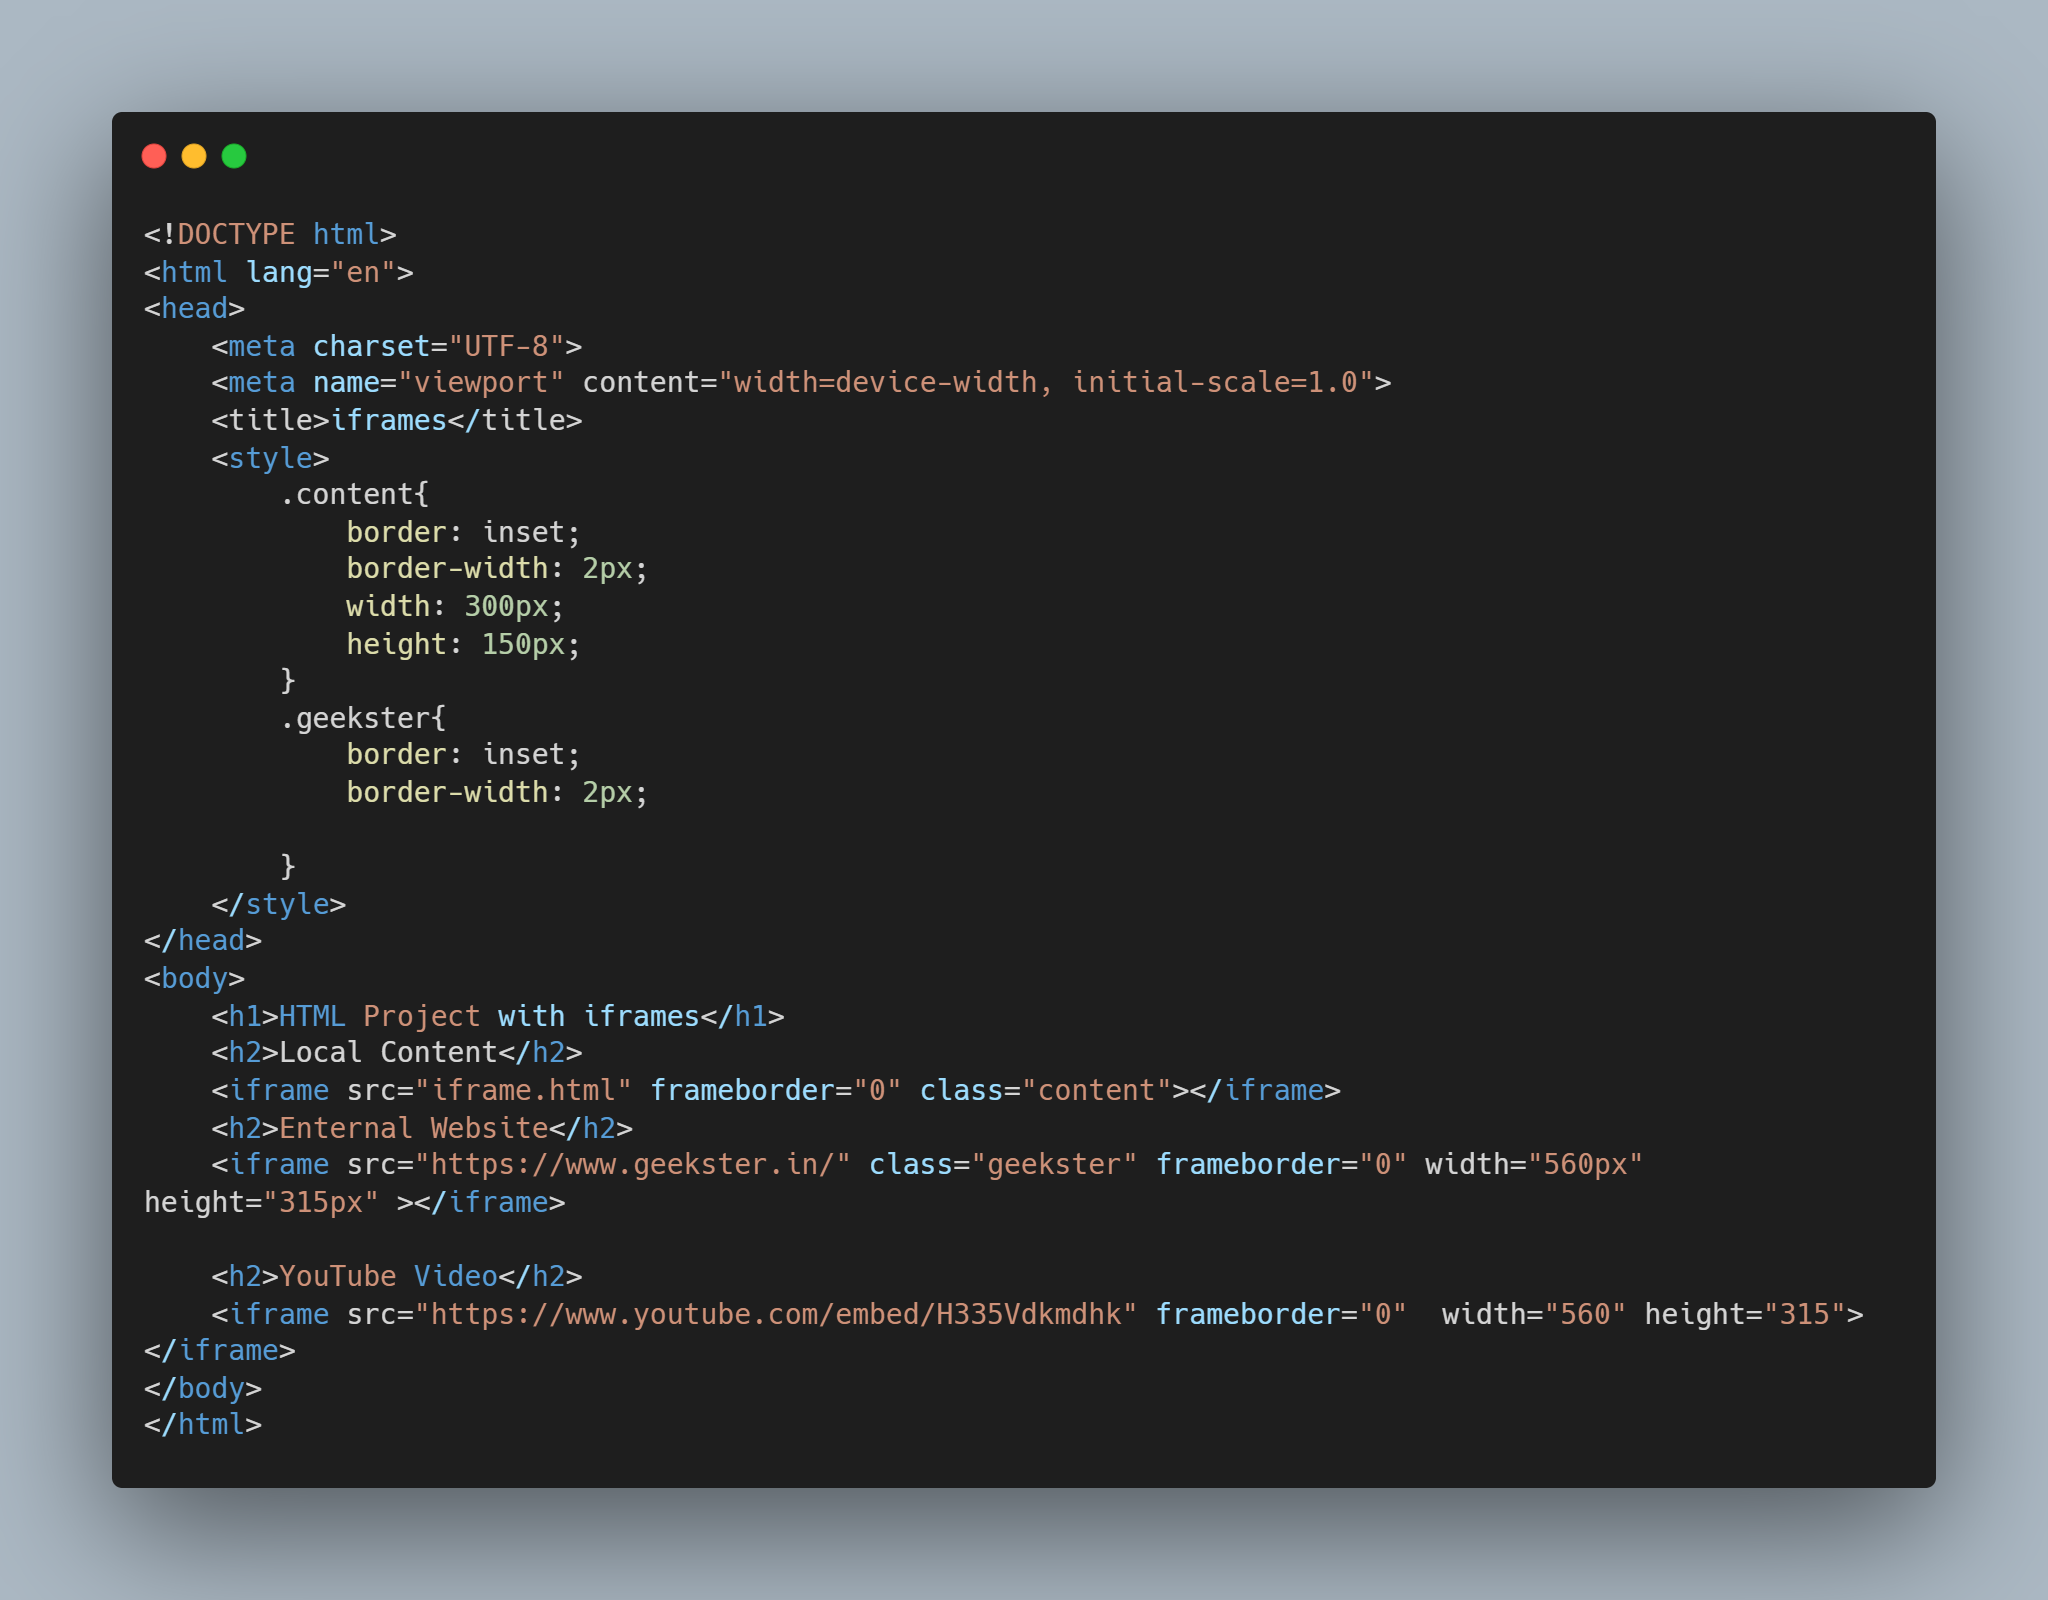 <!DOCTYPE html>
<html lang="en">
<head>
    <meta charset="UTF-8">
    <meta name="viewport" content="width=device-width, initial-scale=1.0">
    <title>iframes</title>
    <style>
        .content{
            border: inset;
            border-width: 2px;
            width: 300px;
            height: 150px;
        }
        .geekster{
            border: inset;
            border-width: 2px;

        }
    </style>
</head>
<body>
    <h1>HTML Project with iframes</h1>
    <h2>Local Content</h2>
    <iframe src="iframe.html" frameborder="0" class="content"></iframe>
    <h2>Enternal Website</h2>
    <iframe src="https://www.geekster.in/" class="geekster" frameborder="0" width="560px"
height="315px" ></iframe>

    <h2>YouTube Video</h2>
    <iframe src="https://www.youtube.com/embed/H335Vdkmdhk" frameborder="0"  width="560" height="315">
</iframe>
</body>
</html>